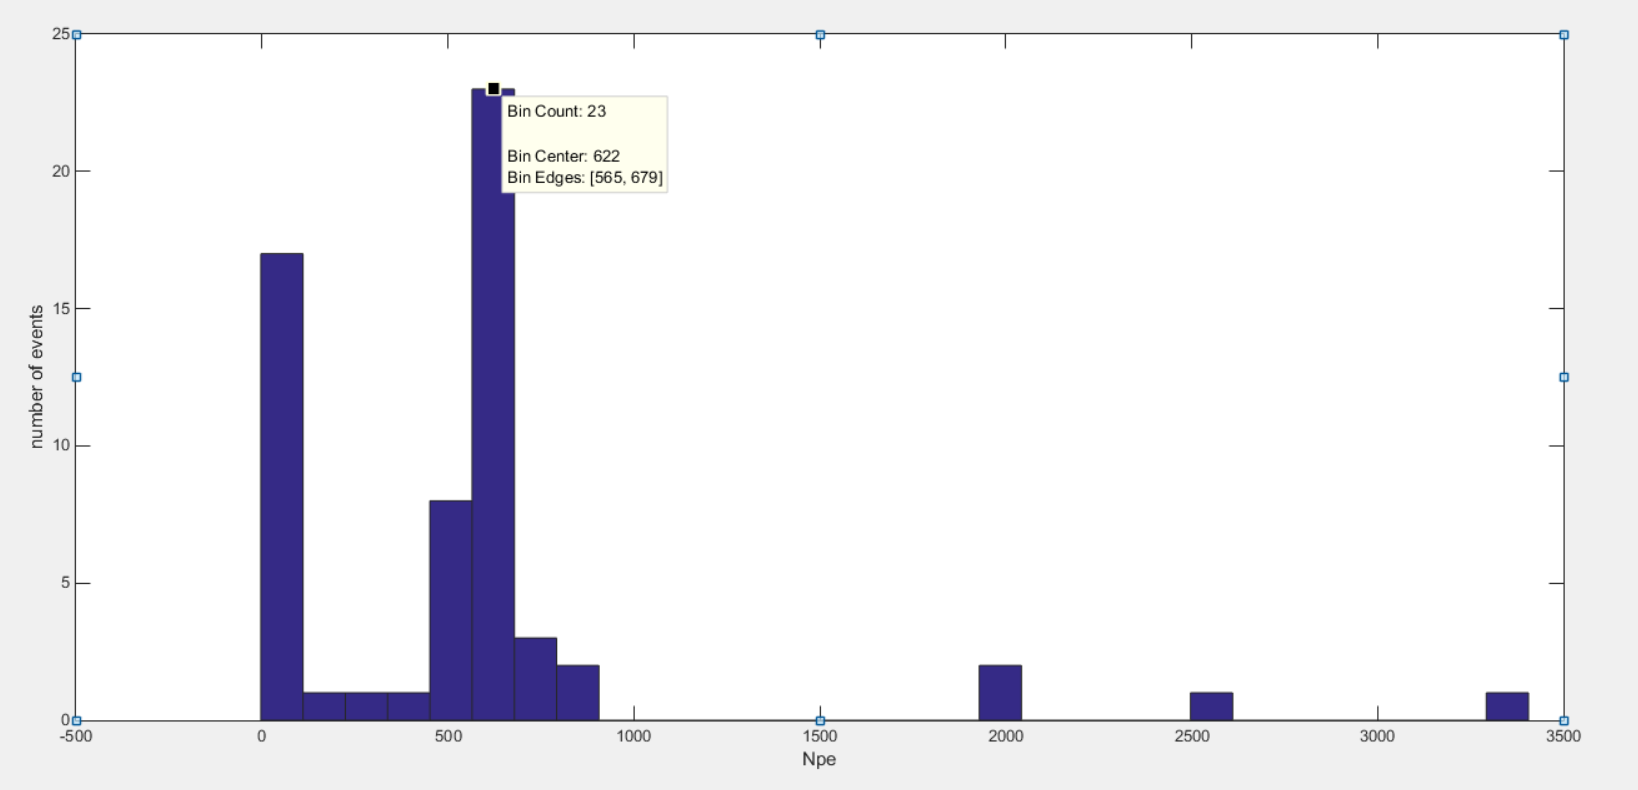 25
20
15
10
5
0
number of events
Bin Count: 23
Bin Center: 622
Bin Edges: [565, 679]
-500 0 500 1000 1500 2000 2500 3000 3500
Npe